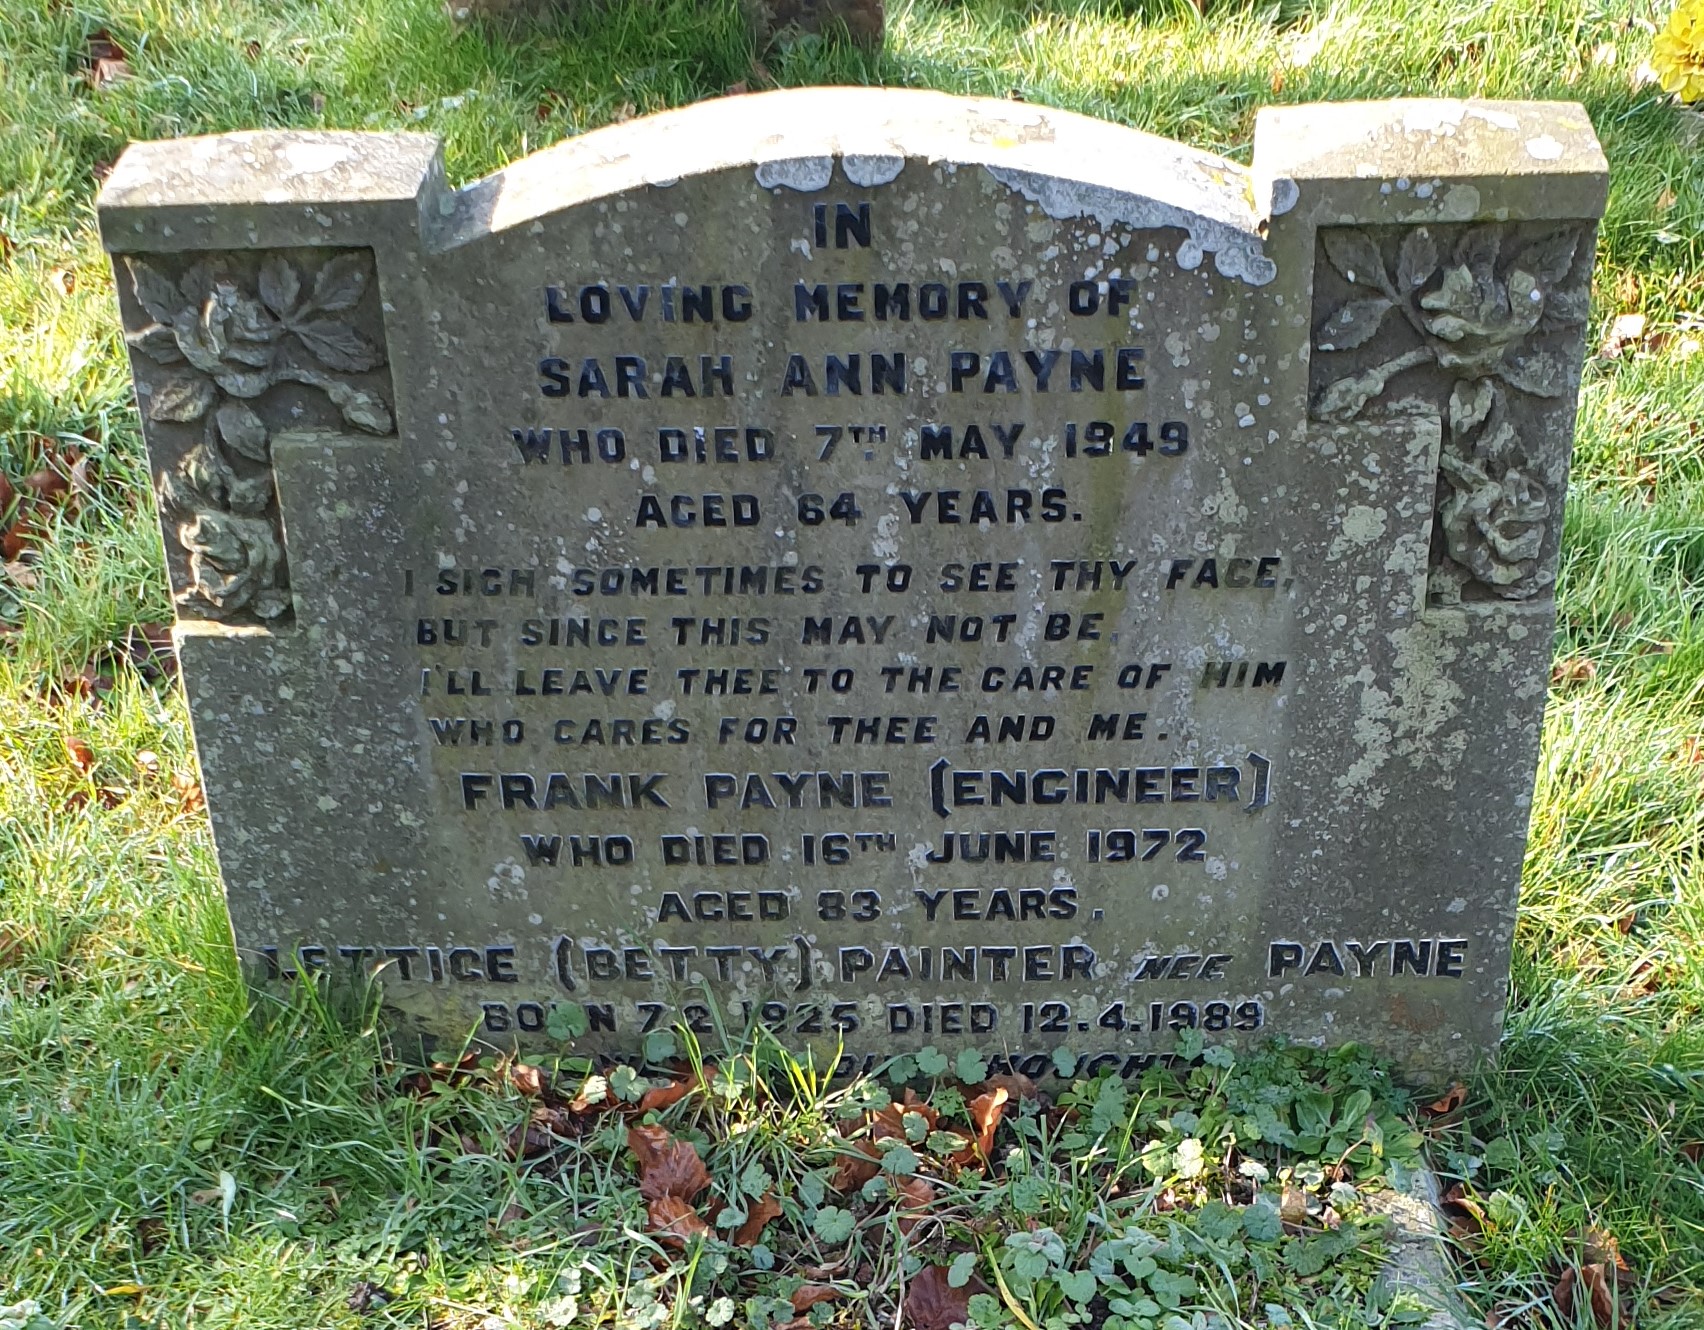 IN
LOVING MEMORY OF
SARAH ANN PAYNE
WHO DIED 7TH MAY 1949
AGED 64 YEARS.
I SIGH SOMETIMES TO SEE THY FACE,
BUT SINCE THIS MAY NOT BE,
I'LL LEAVE THEE TO THE CARE OF HIM
WHO CARES FOR THEE AND ME.
FRANK PAYNE (ENGINEER)
WHO DIED 16TH JUNE 1972
AGED 83 YEARS.
LETTICE (BETTY) PAINTER NEE PAYNE
BORN 7.2.1925 DIED 12.4.1989